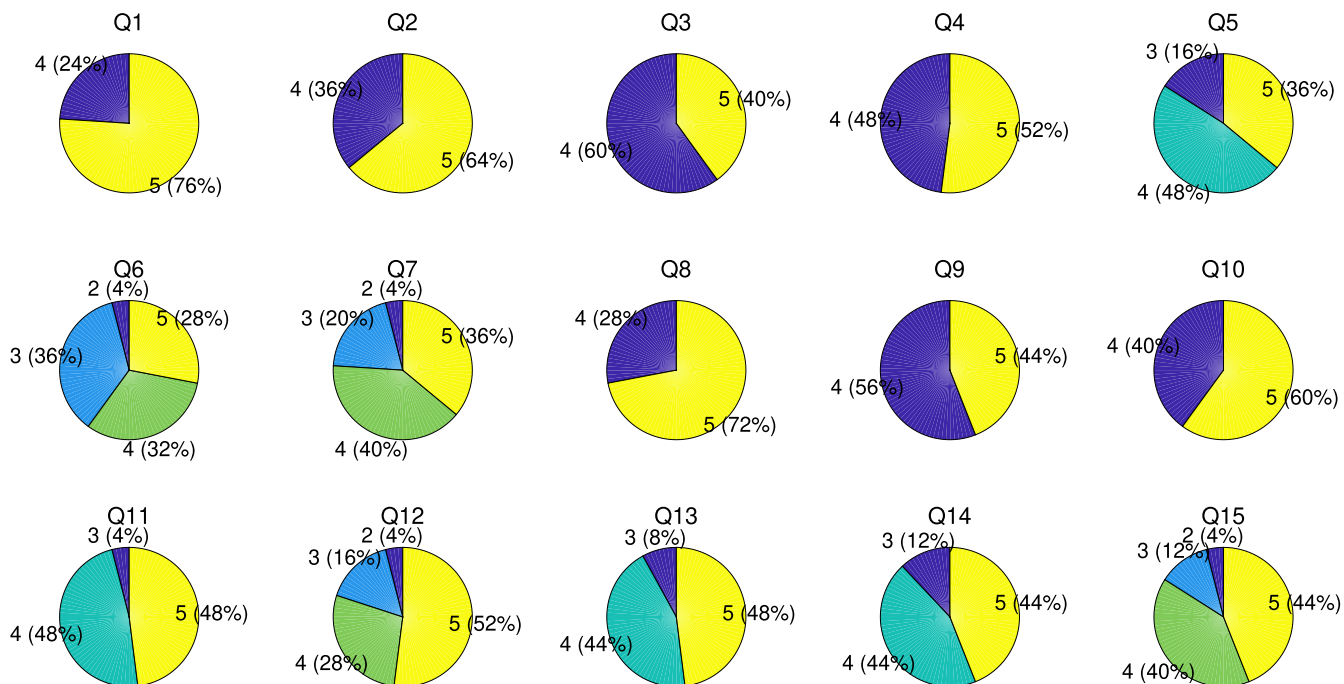 Q1
4 (24%)
5 (76%)
Q2
4 (36%)
5 (64%)
Q3
5 (40%)
4 (60%)
Q4
4 (48%)
5 (52%)
Q5
3 (16%)
5 (36%)
4 (48%)
Q6
2 (4%)
5 (28%)
3 (36%)
4 (32%)
Q7
2 (4%)
3 (20%)
5 (36%)
4 (40%)
Q8
4 (28%)
5 (72%)
Q9
5 (44%)
4 (56%)
Q10
4 (40%)
5 (60%)
Q11
3 (4%)
5 (48%)
4 (48%)
Q12
2 (4%)
3 (16%)
5 (52%)
4 (28%)
Q13
3 (8%)
5 (48%)
4 (44%)
Q14
3 (12%)
5 (44%)
4 (44%)
Q15
2 (4%)
3 (12%)
5 (44%)
4 (40%)